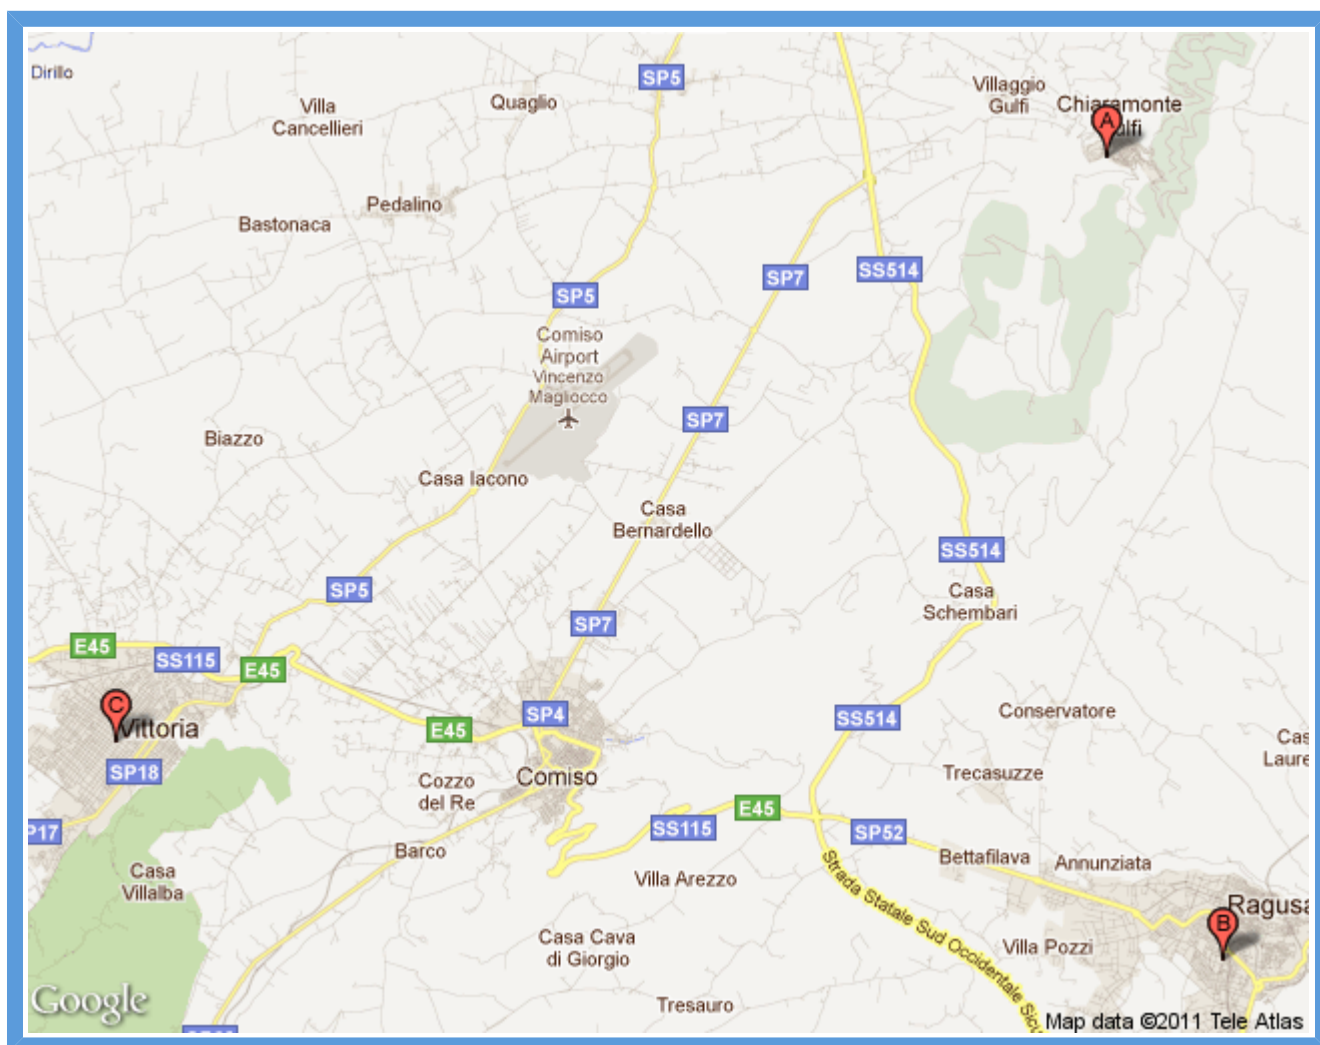 Dirillo
SP5
Villaggio
Gulfi
Chiaramonte
A
Gulfi
Villa
Cancellieri
Quaglio
Pedalino
Bastonaca
SP7
SS514
SP5
Comiso
Airport
Vincenzo
Magliocco
SP7
Biazzo
Casa Iacono
Casa
Bernardello
SS514
Casa
Schembari
SP5
SP7
E45
SS115
E45
C
Vittoria
SP18
E45
SP4
Comiso
SS514
Conservatore
Cas
Laure
Trecasuzze
Cozzo
del Re
SS115
E45
SP52
P17
Barco
Casa
Villalba
Villa Arezzo
Bettafilava
Annunziata
Strada Statale Sud Occidentale Sicu
Ragusa
B
Villa Pozzi
Casa Cava
di Giorgio
Tresauro
Google
Map data ©2011 Tele Atlas